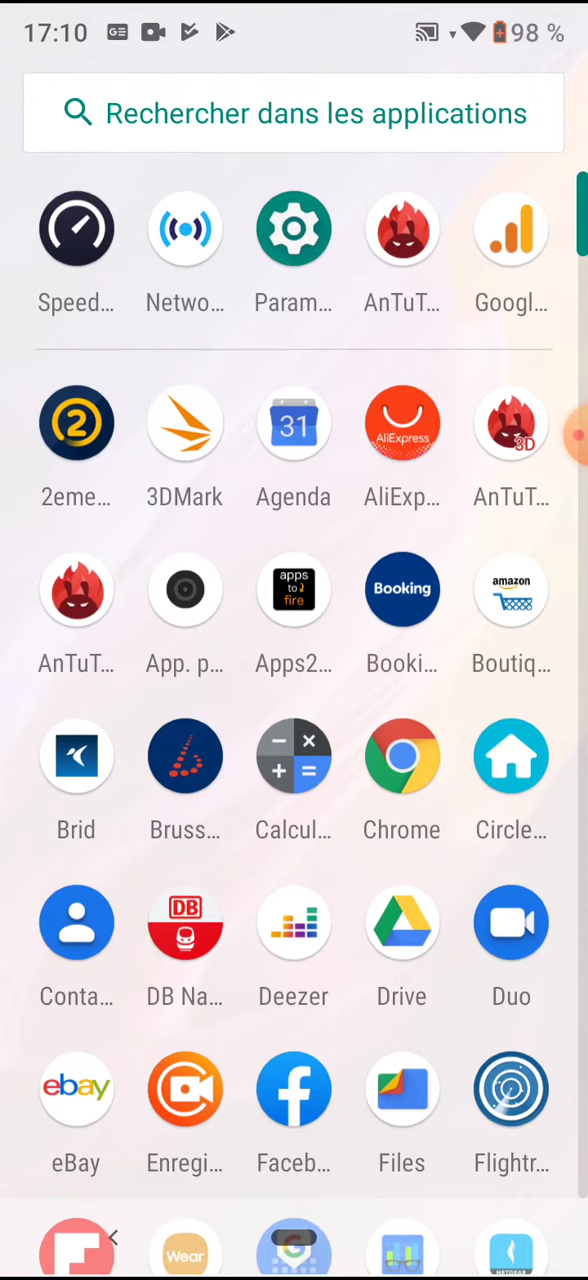 17:10 GE 98 %
Rechercher dans les applications
Speed... Netwo... Param... AnTuT... Googl...
2 31 AliExpress 3D
2eme... 3DMark Agenda AliExp... AnTuT...
apps to fire Booking amazon
AnTuT... App. p... Apps2... Booki... Boutiq...
Brid Bruss... Calcul... Chrome Circle...
DB
Conta... DB Na... Deezer Drive Duo
ebay
eBay Enregi... Faceb... Files Flightr...
Wear G NETGEAR